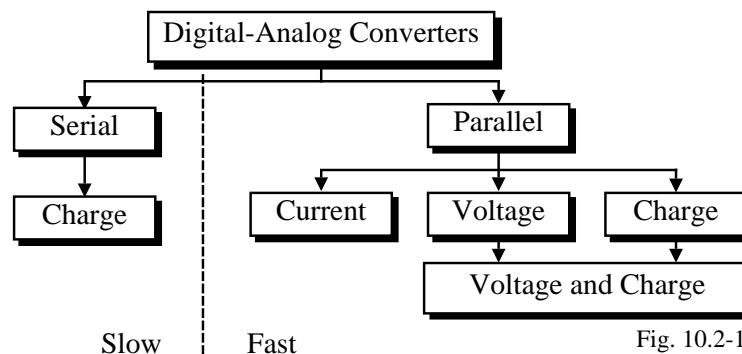 Digital-Analog Converters
Serial
Parallel
Charge
Current
Voltage
Charge
Voltage and Charge
Slow
Fast
Fig. 10.2-1